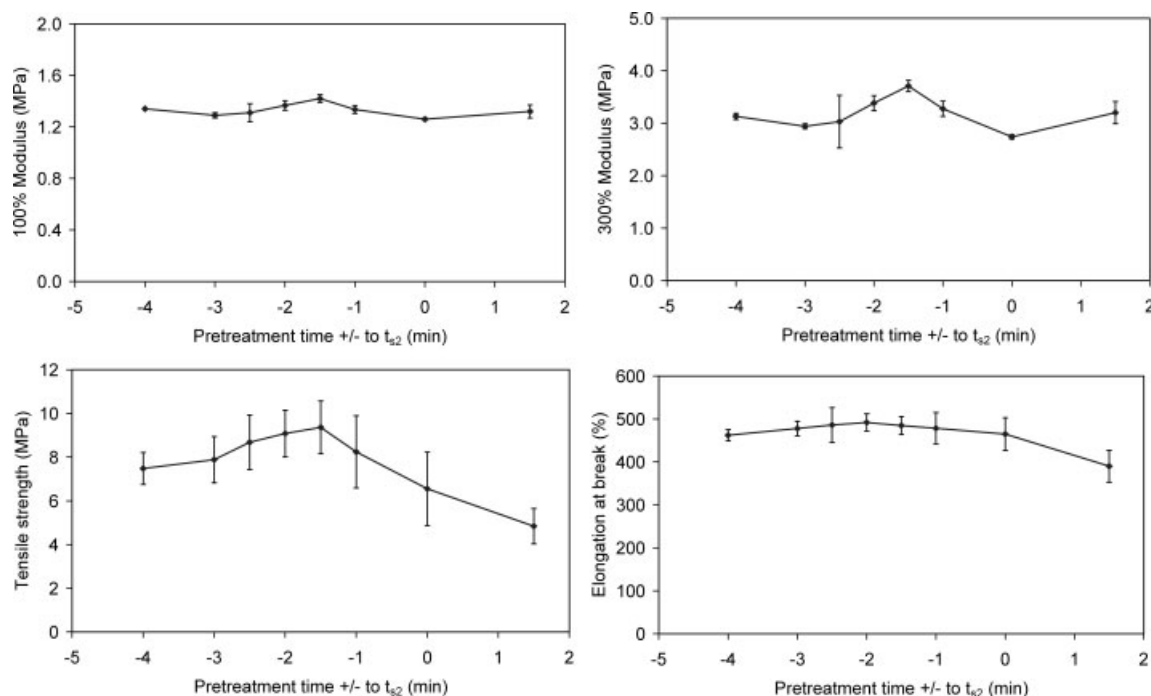 2.0
1.6
1.2
0.8
0.4
0.0
100% Modulus (MPa)
-5 -4 -3 -2 -1 0 1 2
Pretreatment time +/- to ts2 (min)
5.0
4.0
3.0
2.0
1.0
0.0
300% Modulus (MPa)
-5 -4 -3 -2 -1 0 1 2
Pretreatment time +/- to ts2 (min)
12
10
8
6
4
2
0
Tensile strength (MPa)
-5 -4 -3 -2 -1 0 1 2
Pretreatment time +/- to ts2 (min)
600
500
400
300
200
100
0
Elongation at break (%)
-5 -4 -3 -2 -1 0 1 2
Pretreatment time +/- to ts2 (min)